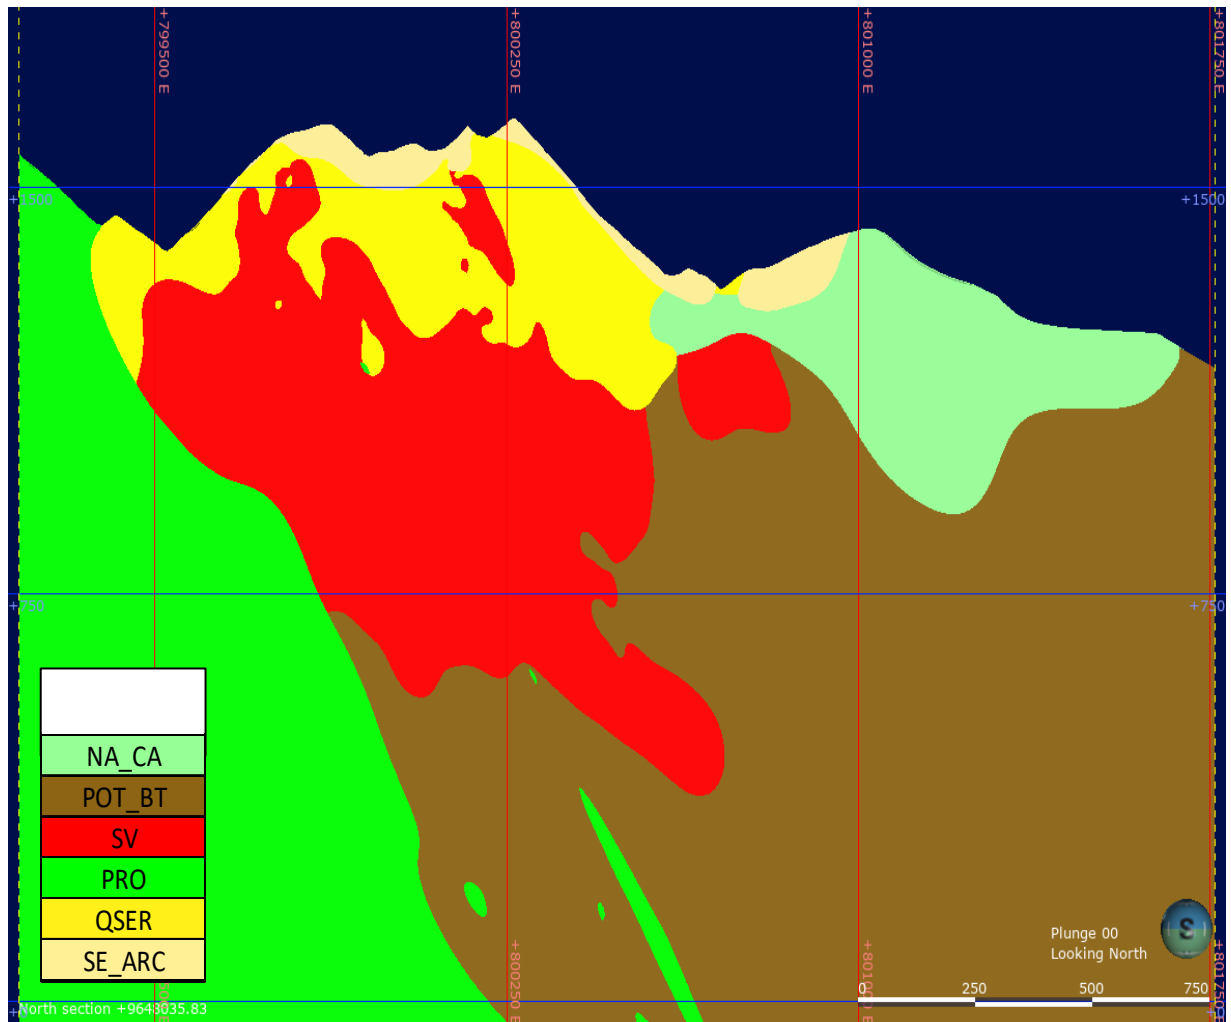 +799500 E
+800250 E
+801000 E
+801750 E
+1500
+1500
+750
+750
NA_CA
POT_BT
SV
PRO
QSER
SE_ARC
S
Plunge 00
Looking North
+800250 E
+801000 E
0
250
500
750
North section +9648035.83